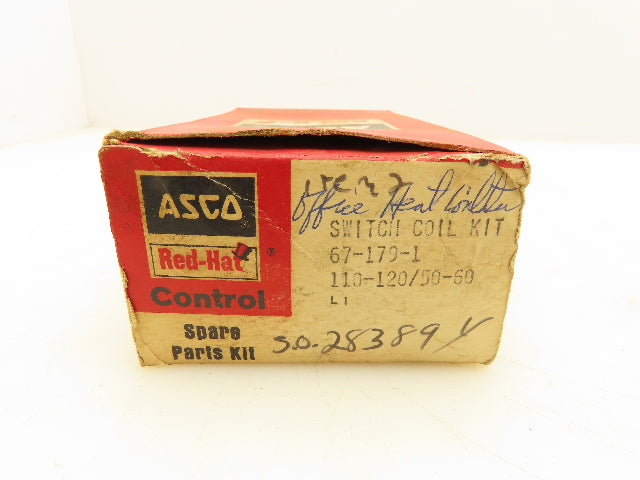 ASCO
Red-Hat ®
Control
Spare
Parts Kit
Office Heat
SWITCH COIL KIT
67-179-1
110-120/50-60
S.O. 28389 Y